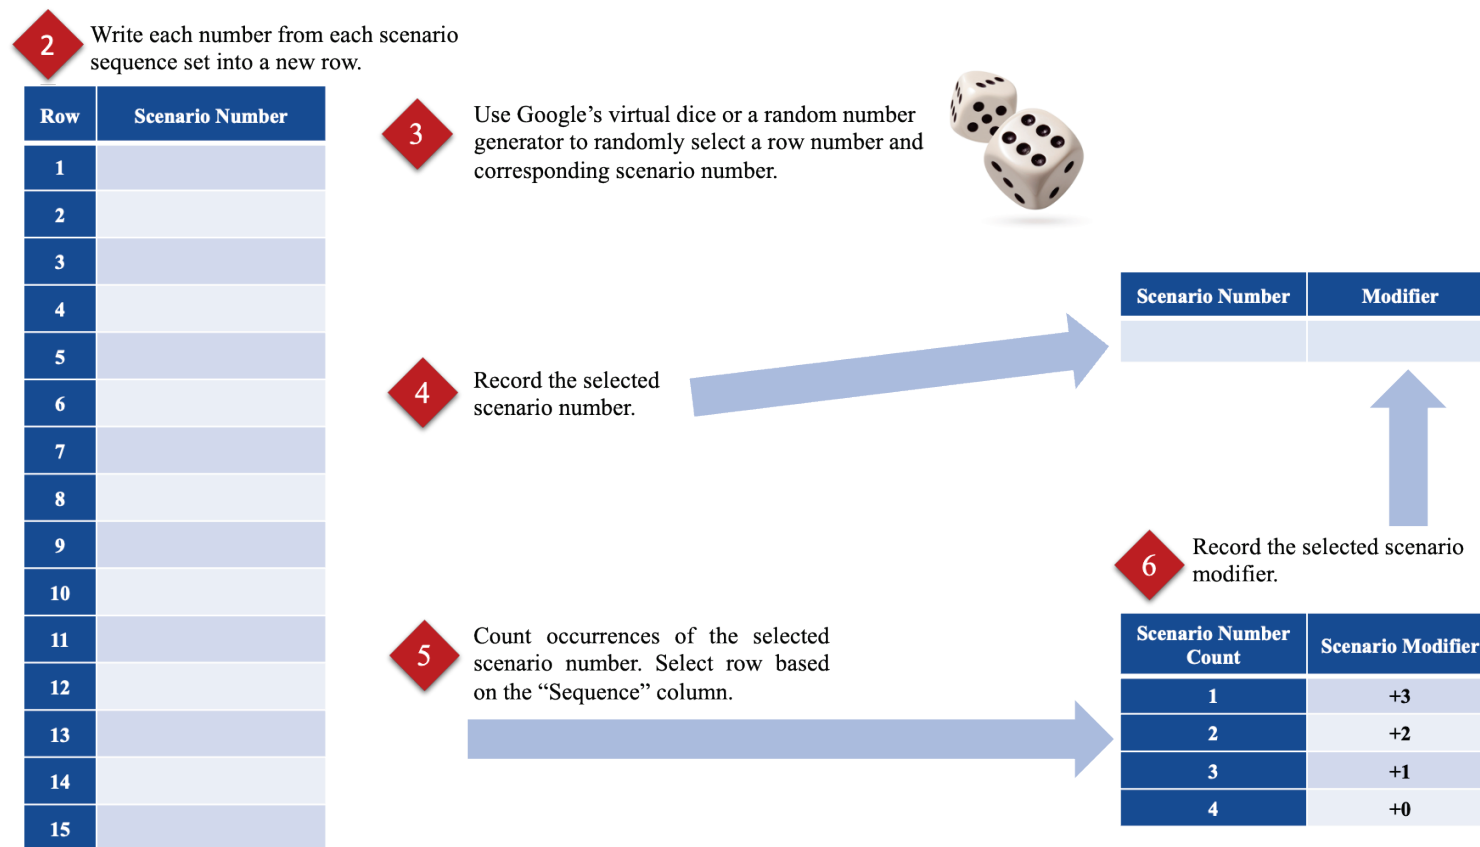 2
Write each number from each scenario
sequence set into a new row.
Row Scenario Number
1
2
3
4
5
6
7
8
9
10
11
12
13
14
15
3
Use Google’s virtual dice or a random number
generator to randomly select a row number and
corresponding scenario number.
4
Record the selected
scenario number.
Scenario Number Modifier
5
Count occurrences of the selected
scenario number. Select row based
on the “Sequence” column.
6
Record the selected scenario
modifier.
Scenario Number
Count
Scenario Modifier
1 +3
2 +2
3 +1
4 +0